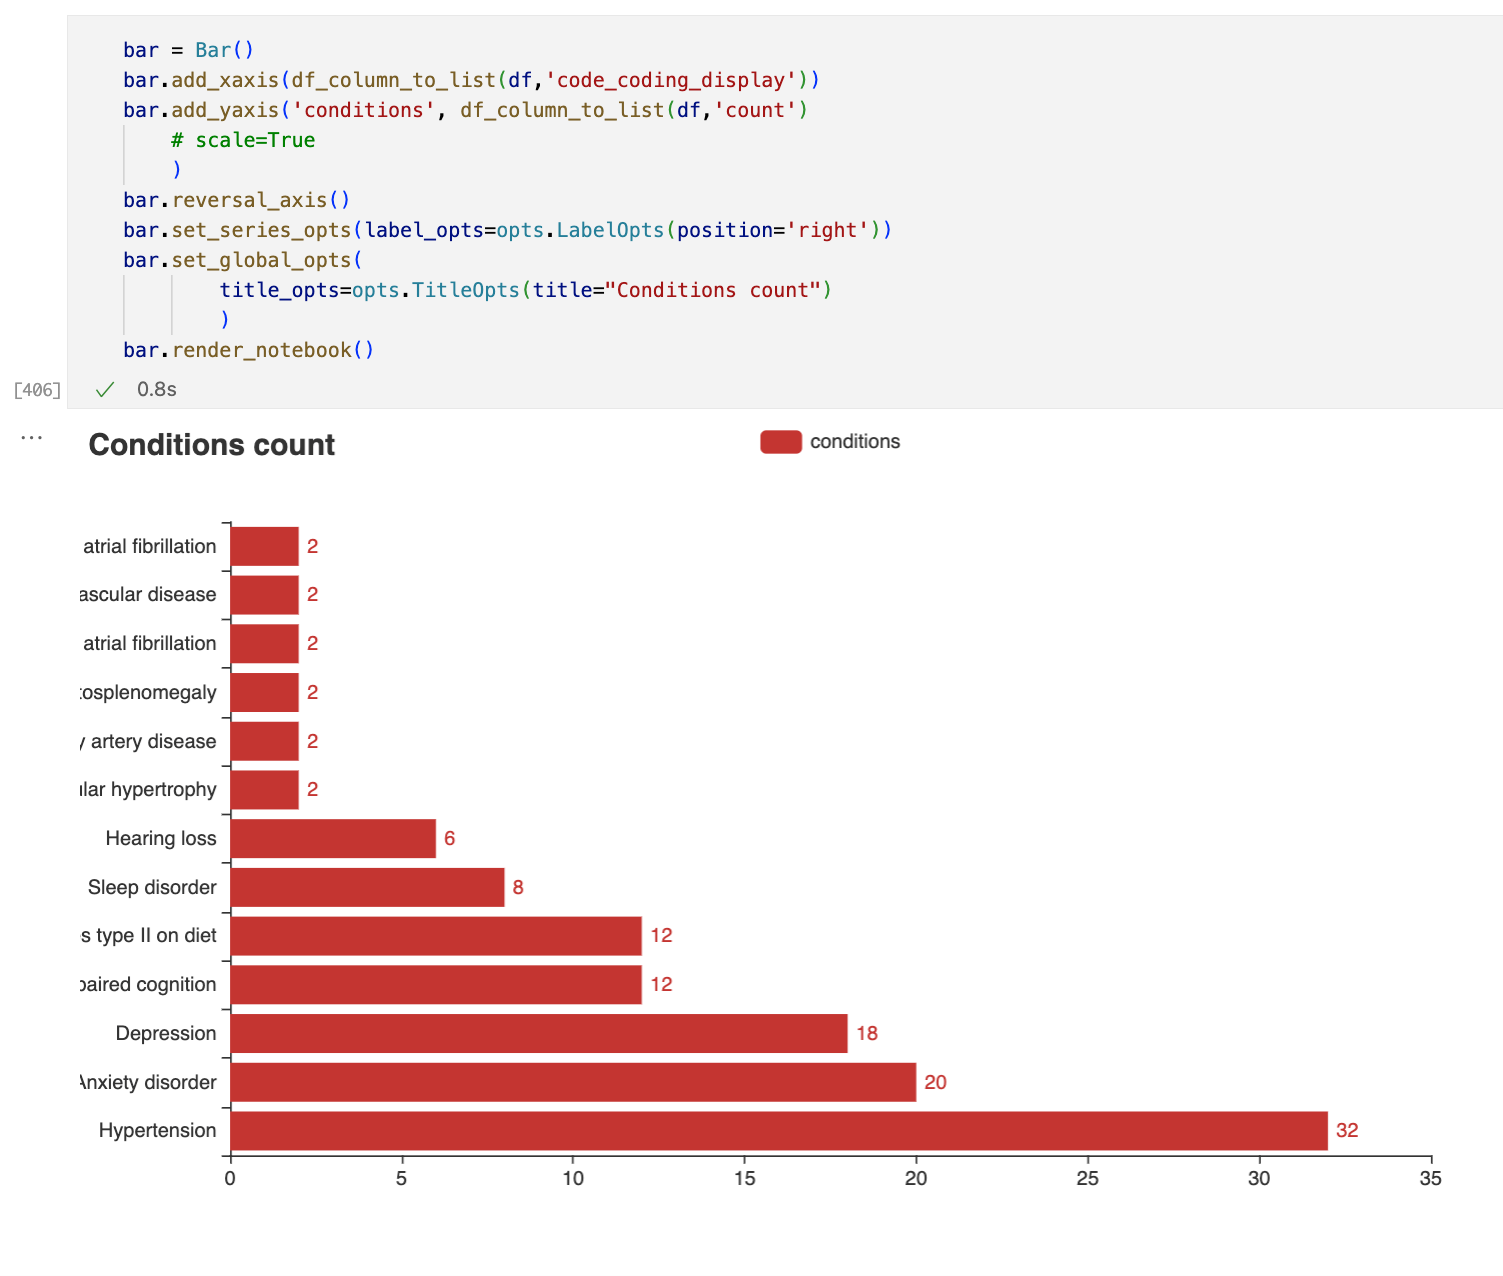 bar = Bar()
bar.add_xaxis(df_column_to_list(df,'code_coding_display'))
bar.add_yaxis('conditions', df_column_to_list(df,'count')
# scale=True
)
bar.reversal_axis()
bar.set_series_opts(label_opts=opts.LabelOpts(position='right'))
bar.set_global_opts(
title_opts=opts.TitleOpts(title="Conditions count")
)
bar.render_notebook()
[406] ✓ 0.8s
...
Conditions count
conditions
atrial fibrillation 2
ascular disease 2
atrial fibrillation 2
tosplenomegaly 2
y artery disease 2
ular hypertrophy 2
Hearing loss 6
Sleep disorder 8
s type II on diet 12
paired cognition 12
Depression 18
Anxiety disorder 20
Hypertension 32
0 5 10 15 20 25 30 35